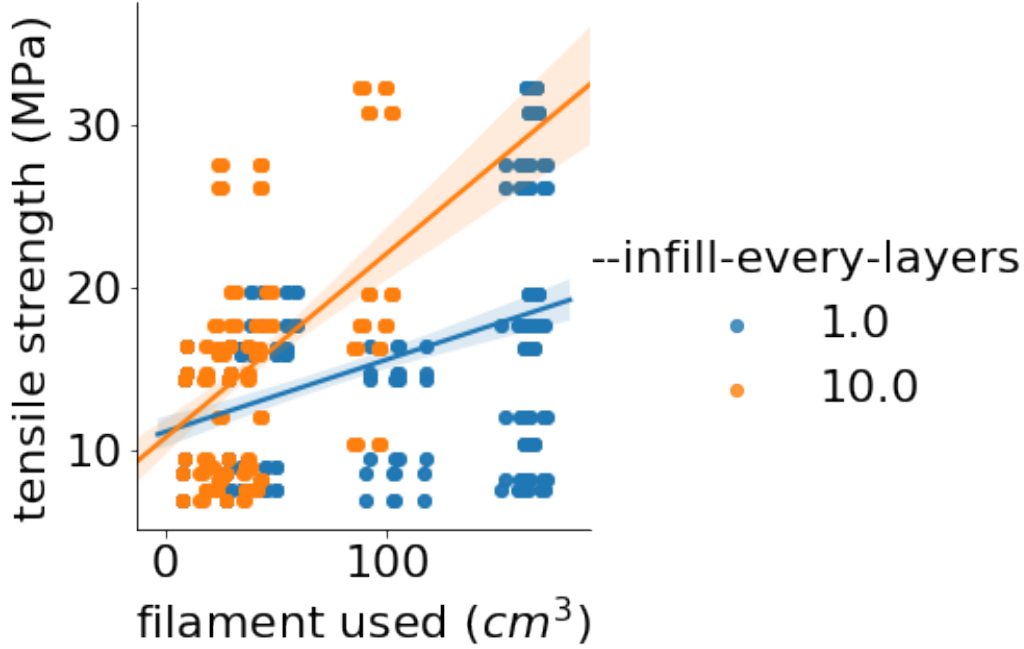 tensile strength (MPa)
30
20
10
0
100
filament used (cm³)
--infill-every-layers
1.0
10.0